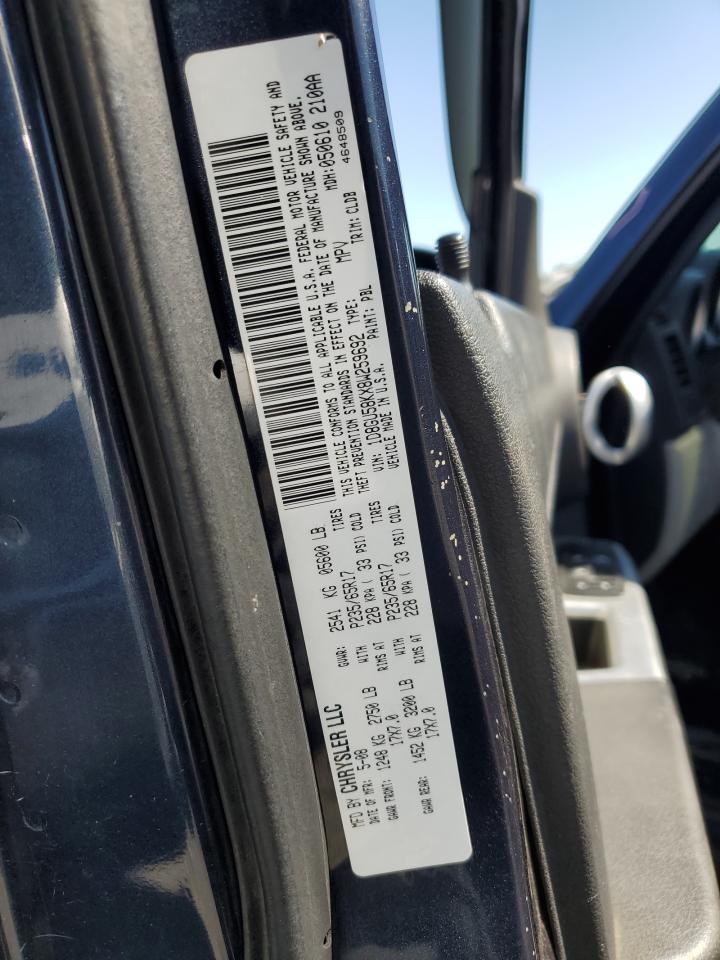 MFD BY CHRYSLER LLC
DATE OF MFR: 5-08 GVWR: 2541 KG 05600 LB
GAWR FRONT: 1248 KG 2750 LB WITH P235/65R17 TIRES
17X7.0 RIMS AT 228 KPA ( 33 PSI) COLD
GAWR REAR: 1452 KG 3200 LB WITH P235/65R17 TIRES
17X7.0 RIMS AT 228 KPA ( 33 PSI) COLD
THIS VEHICLE CONFORMS TO ALL APPLICABLE U.S.A. FEDERAL MOTOR VEHICLE SAFETY AND
THEFT PREVENTION STANDARDS IN EFFECT ON THE DATE OF MANUFACTURE SHOWN ABOVE.
VIN: 1D8GU58KX8W259692 TYPE: MPV MDH:050610 210AA
VEHICLE MADE IN U.S.A. PAINT: PBL TRIM: CLDB 4648509